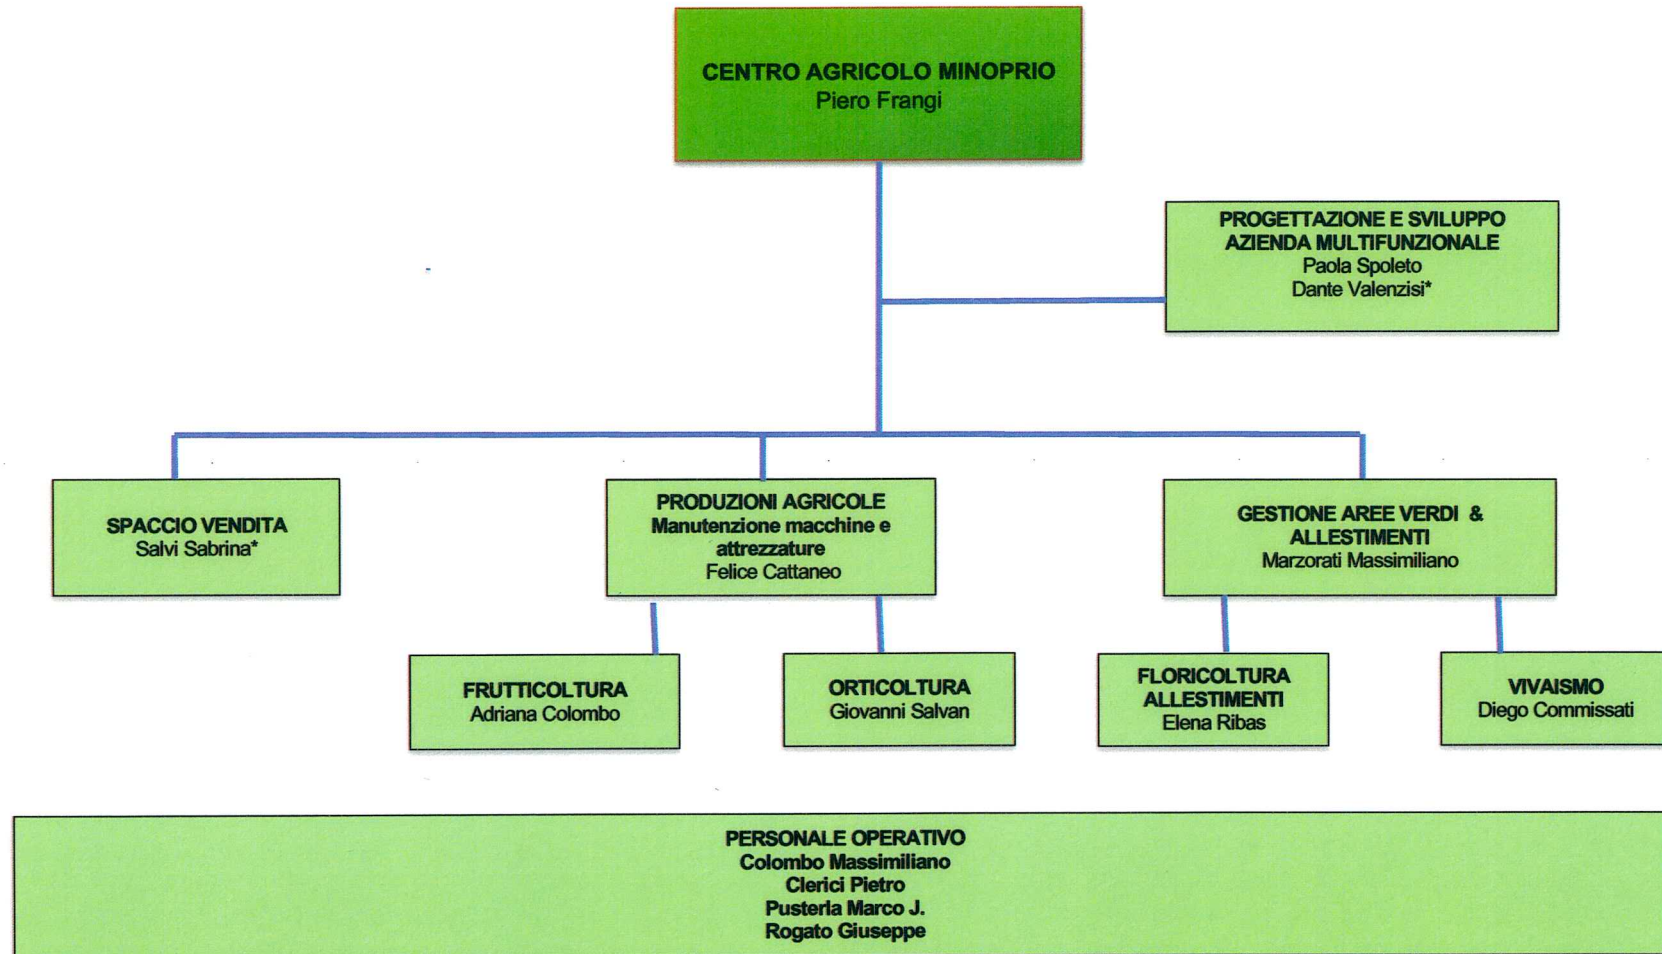 CENTRO AGRICOLO MINOPRIO
Piero Frangi
PROGETTAZIONE E SVILUPPO
AZIENDA MULTIFUNZIONALE
Paola Spoleto
Dante Valenzisi*
SPACCIO VENDITA
Salvi Sabrina*
PRODUZIONI AGRICOLE
Manutenzione macchine e
attrezzature
Felice Cattaneo
GESTIONE AREE VERDI &
ALLESTIMENTI
Marzorati Massimiliano
FRUTTICOLTURA
Adriana Colombo
ORTICOLTURA
Giovanni Salvan
FLORICOLTURA
ALLESTIMENTI
Elena Ribas
VIVAISMO
Diego Commissati
PERSONALE OPERATIVO
Colombo Massimiliano
Clerici Pietro
Pusterla Marco J.
Rogato Giuseppe